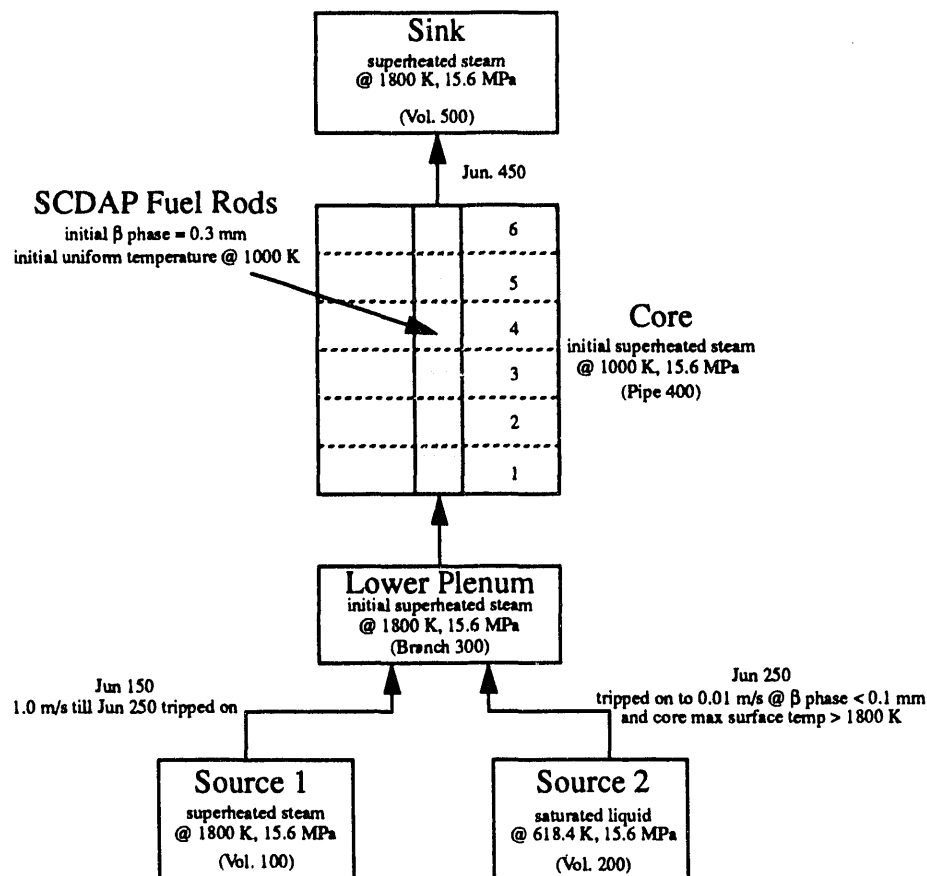 Sink
superheated steam
@ 1800 K, 15.6 MPa
(Vol. 500)
Jun. 450
SCDAP Fuel Rods
initial β phase = 0.3 mm
initial uniform temperature @ 1000 K
6
5
4
3
2
1
Core
initial superheated steam
@ 1000 K, 15.6 MPa
(Pipe 400)
Lower Plenum
initial superheated steam
@ 1800 K, 15.6 MPa
(Branch 300)
Jun 150
1.0 m/s till Jun 250 tripped on
Jun 250
tripped on to 0.01 m/s @ β phase < 0.1 mm
and core max surface temp > 1800 K
Source 1
superheated steam
@ 1800 K, 15.6 MPa
(Vol. 100)
Source 2
saturated liquid
@ 618.4 K, 15.6 MPa
(Vol. 200)